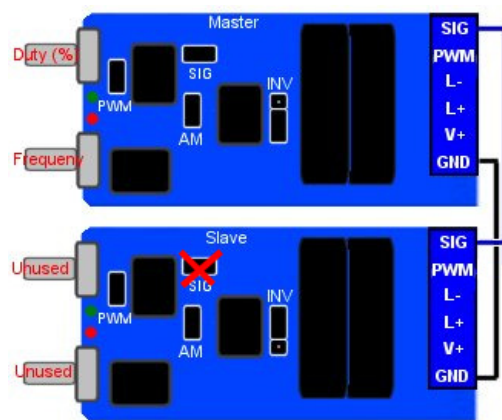 Master
Duty (%)
SIG
PWM
INV
AM
Frequeny
SIG
PWM
L-
L+
V+
GND
Slave
Unused
SIG
PWM
INV
AM
Unused
SIG
PWM
L-
L+
V+
GND